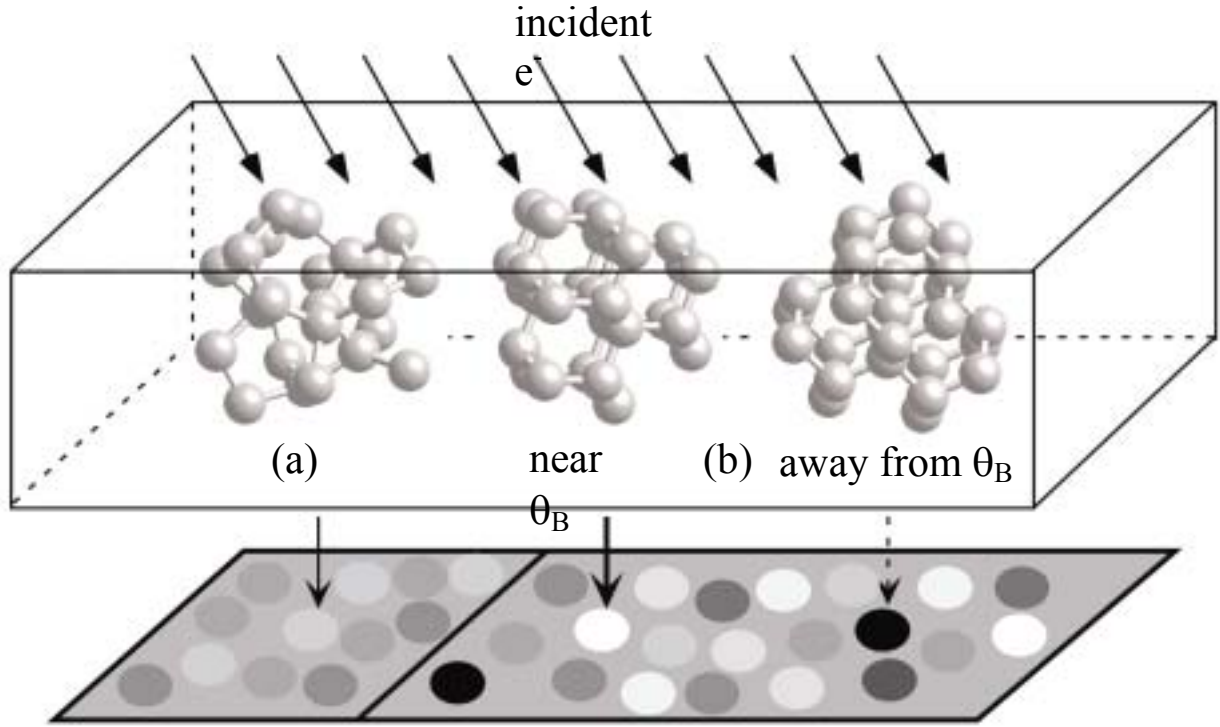 incident
e-
(a)
near
θB
(b)
away from θB